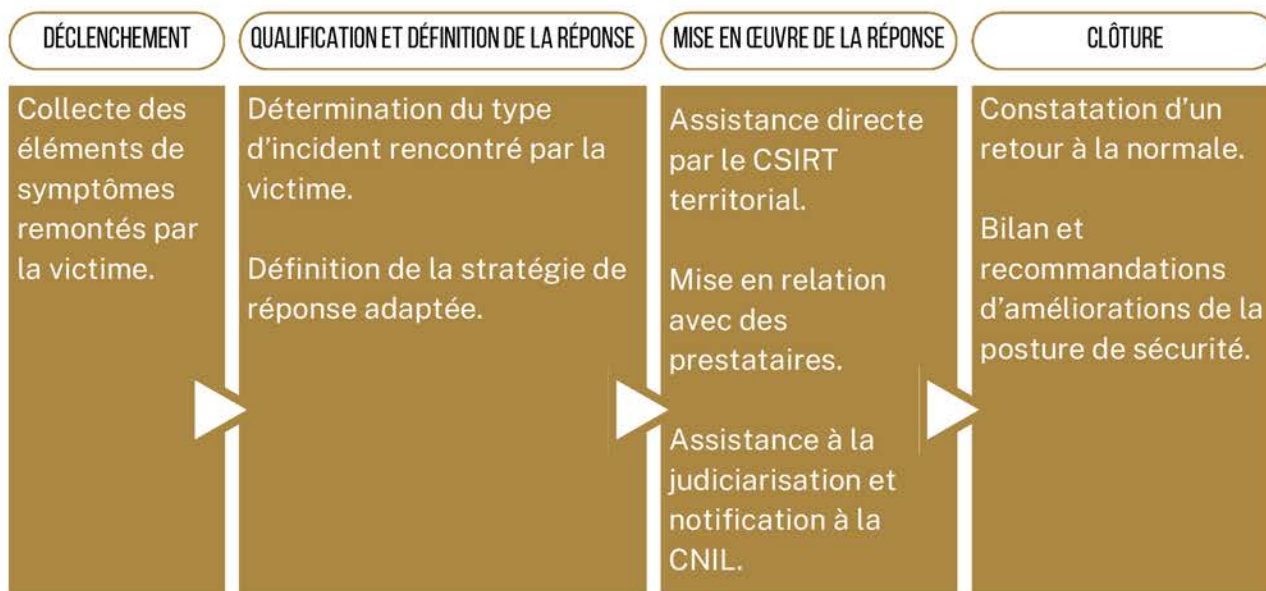 DÉCLENCHEMENT
Collecte des
éléments de
symptômes
remontés par
la victime.
QUALIFICATION ET DÉFINITION DE LA RÉPONSE
Détermination du type
d’incident rencontré par la
victime.
Définition de la stratégie de
réponse adaptée.
MISE EN ŒUVRE DE LA RÉPONSE
Assistance directe
par le CSIRT
territorial.
Mise en relation
avec des
prestataires.
Assistance à la
judiciarisation et
notification à la
CNIL.
CLÔTURE
Constatation d’un
retour à la normale.
Bilan et
recommandations
d’améliorations de la
posture de sécurité.